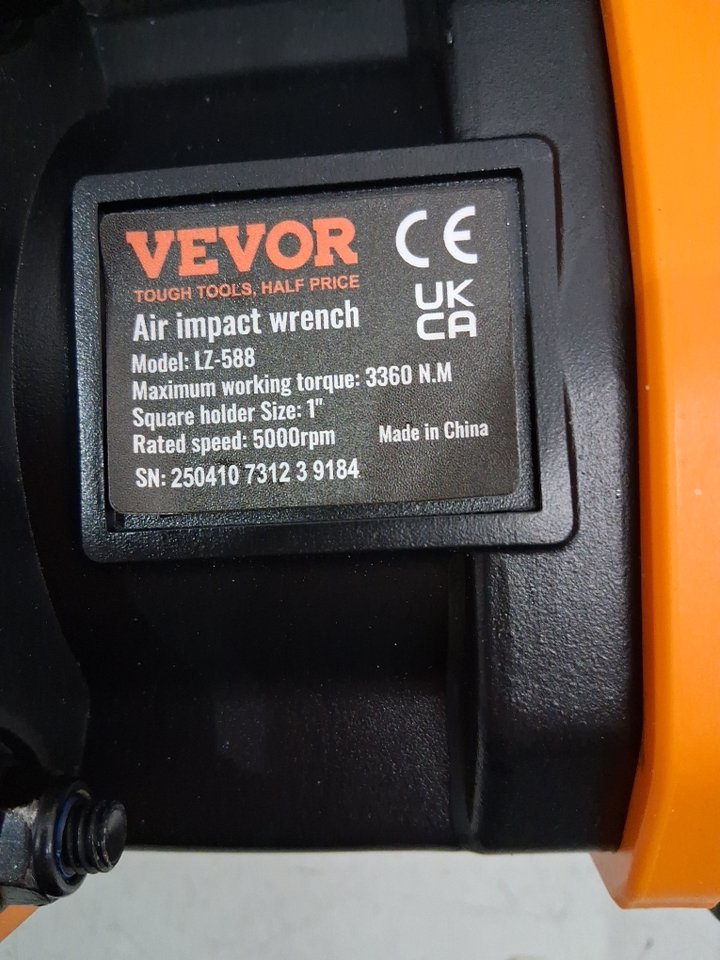 VEVOR
TOUGH TOOLS, HALF PRICE
CE
UK
CA
Air impact wrench
Model: LZ-588
Maximum working torque: 3360 N.M
Square holder Size: 1"
Rated speed: 5000rpm
Made in China
SN: 250410 7312 3 9184